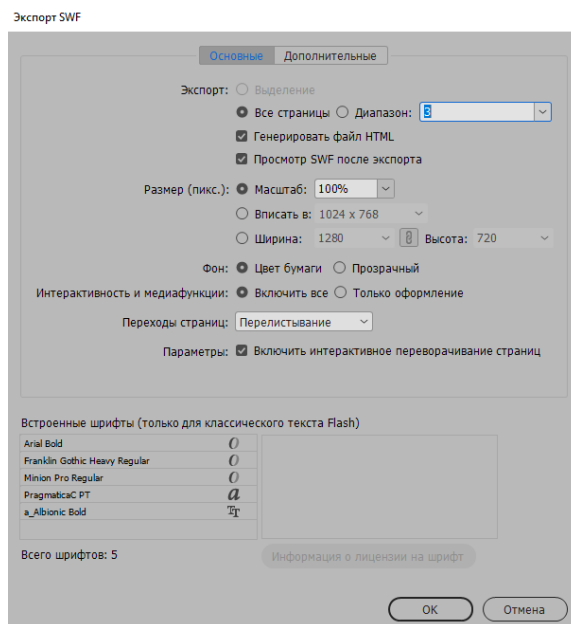 Экспорт SWF
Основные Дополнительные
Экспорт: Выделение
Все страницы Диапазон: 3
Генерировать файл HTML
Просмотр SWF после экспорта
Размер (пикс.): Масштаб: 100%
Вписать в: 1024 x 768
Ширина: 1280 Высота: 720
Фон: Цвет бумаги Прозрачный
Интерактивность и медиафункции: Включить все Только оформление
Переходы страниц: Перелистывание
Параметры: Включить интерактивное переворачивание страниц
Встроенные шрифты (только для классического текста Flash)
Arial Bold
Franklin Gothic Heavy Regular
Minion Pro Regular
PragmaticaC PT
a_Albionic Bold
Всего шрифтов: 5
Информация о лицензии на шрифт
OK Отмена